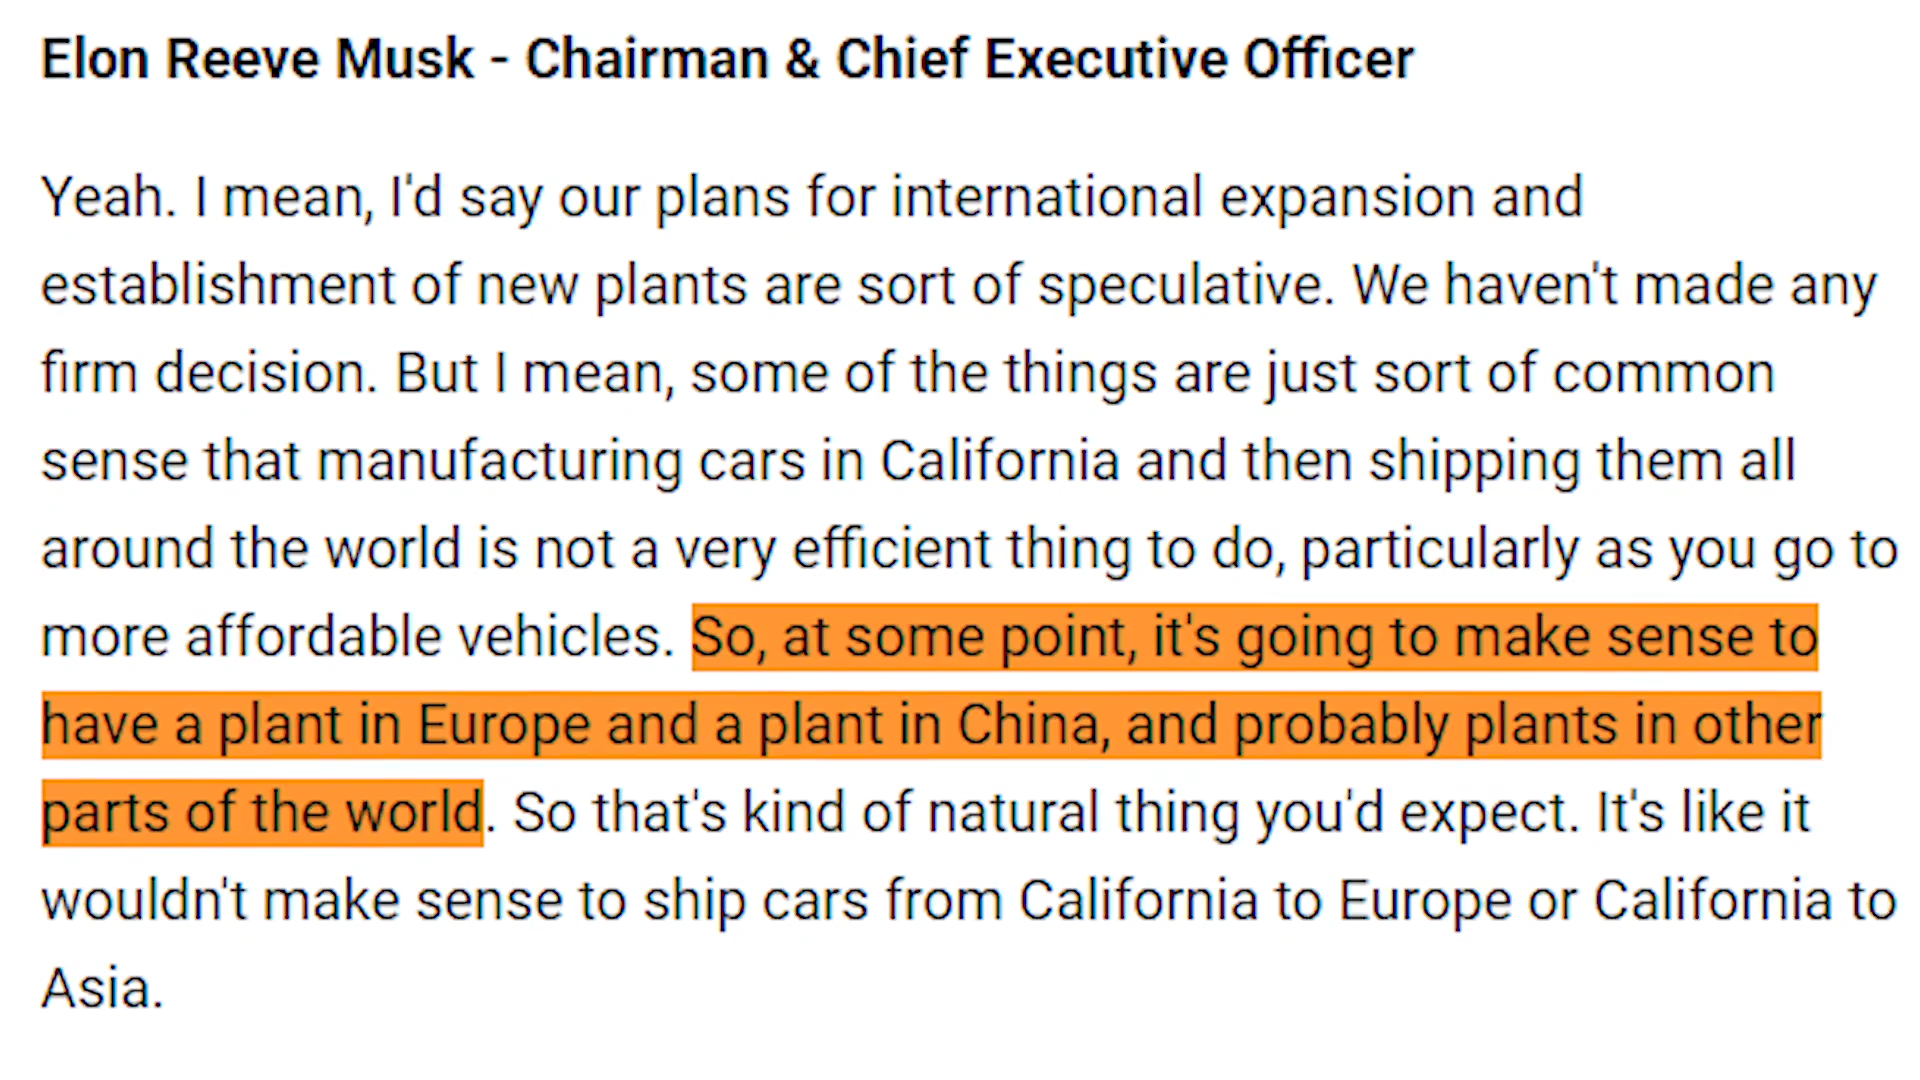 Elon Reeve Musk - Chairman & Chief Executive Officer
Yeah. I mean, I'd say our plans for international expansion and
establishment of new plants are sort of speculative. We haven't made any
firm decision. But I mean, some of the things are just sort of common
sense that manufacturing cars in California and then shipping them all
around the world is not a very efficient thing to do, particularly as you go to
more affordable vehicles. So, at some point, it's going to make sense to
have a plant in Europe and a plant in China, and probably plants in other
parts of the world. So that's kind of natural thing you'd expect. It's like it
wouldn't make sense to ship cars from California to Europe or California to
Asia.